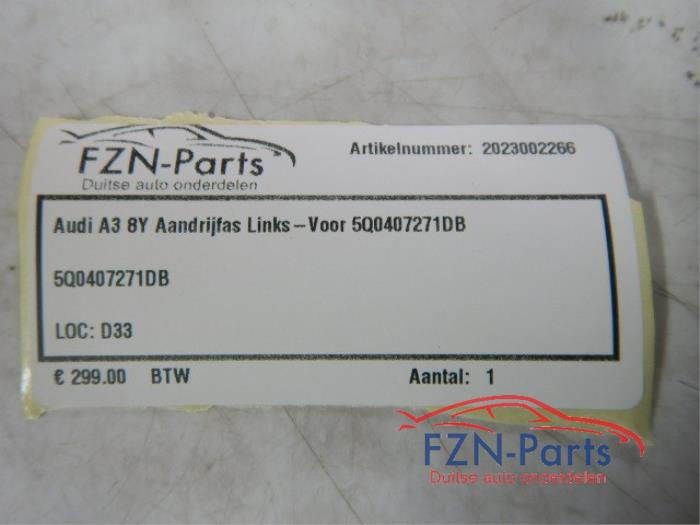 FZN-Parts
Duitse auto onderdelen
Artikelnummer: 2023002266
Audi A3 8Y Aandrijfas Links-Voor 5Q0407271DB
5Q0407271DB
LOC: D33
€ 299.00 BTW
Aantal: 1
FZN-Parts
Duitse auto onderdelen